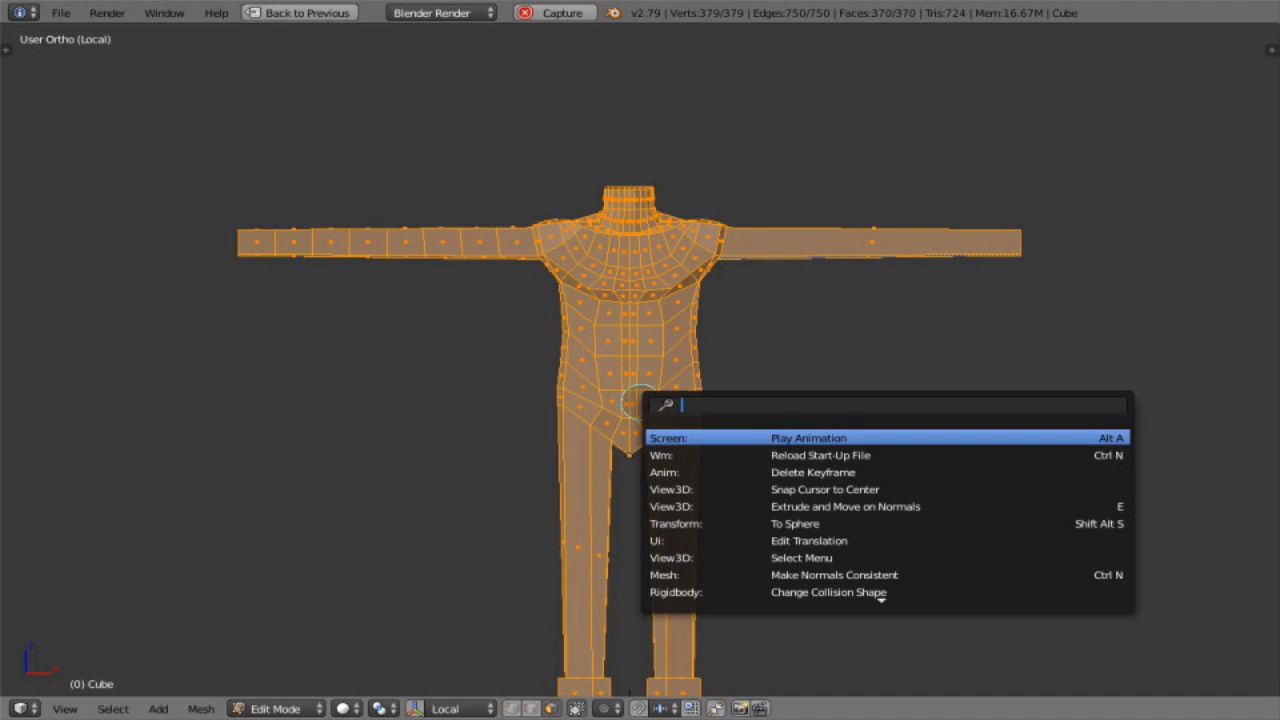 File Render Window Help Back to Previous Blender Render Capture v2.79 | Verts:379/379 | Edges:750/750 | Faces:370/370 | Tris:724 | Mem:16.67M | Cube
User Ortho (Local)
Screen: Play Animation Alt A
Wm: Reload Start-Up File Ctrl N
Anim: Delete Keyframe
View3D: Snap Cursor to Center
View3D: Extrude and Move on Normals E
Transform: To Sphere Shift Alt S
Ui: Edit Translation
View3D: Select Menu
Mesh: Make Normals Consistent Ctrl N
Rigidbody: Change Collision Shape
(0) Cube
View Select Add Mesh Edit Mode Local